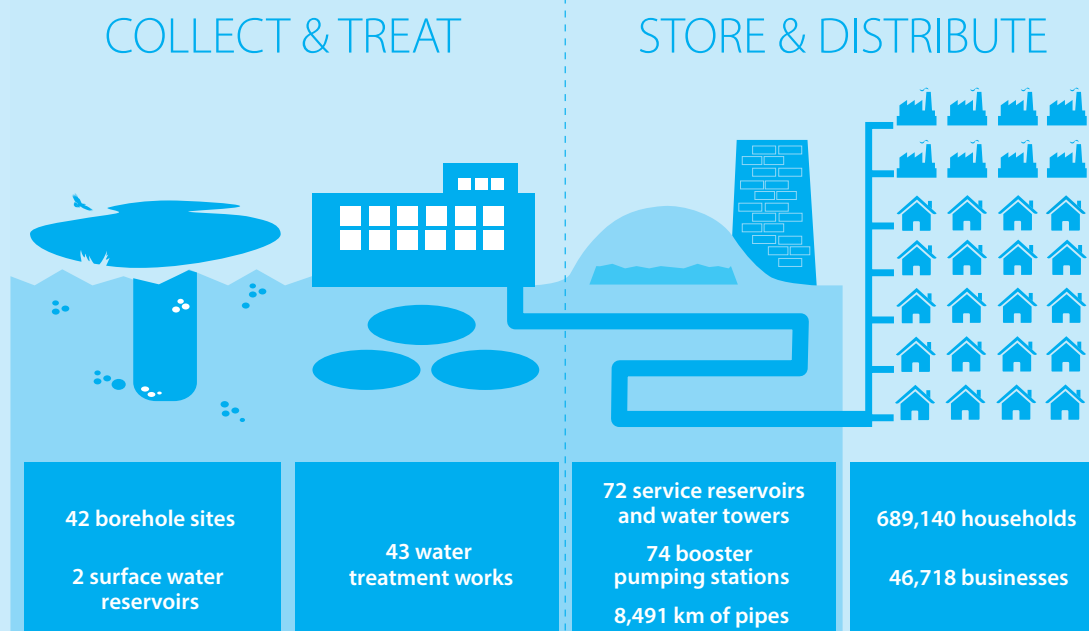 COLLECT & TREAT
STORE & DISTRIBUTE
42 borehole sites
2 surface water
reservoirs
43 water
treatment works
72 service reservoirs
and water towers
74 booster
pumping stations
8,491 km of pipes
689,140 households
46,718 businesses